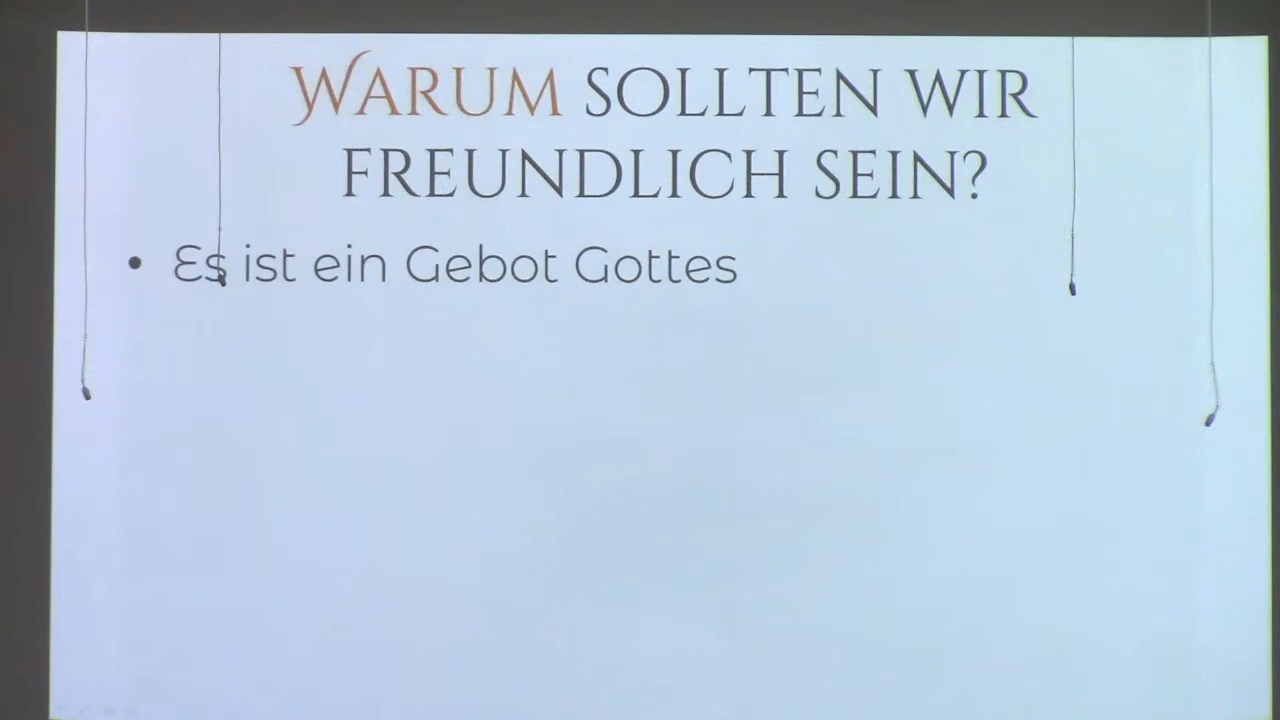 WARUM SOLLTEN WIR
FREUNDLICH SEIN?
• Es ist ein Gebot Gottes